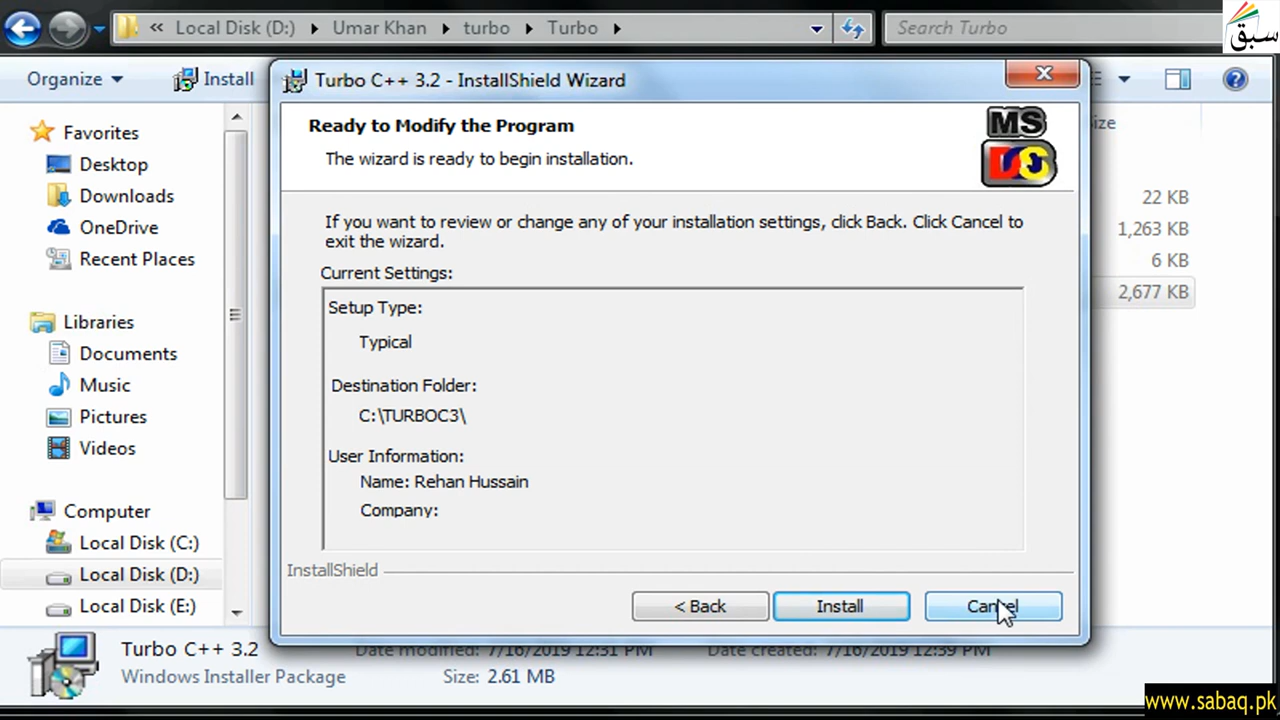 « Local Disk (D:) Umar Khan turbo Turbo Search Turbo
سبق
Organize Install
Turbo C++ 3.2 - InstallShield Wizard
Ready to Modify the Program
The wizard is ready to begin installation.
MS
DOS
If you want to review or change any of your installation settings, click Back. Click Cancel to
exit the wizard.
Current Settings:
Setup Type:
Typical
Destination Folder:
C:\TURBOC3\
User Information:
Name: Rehan Hussain
Company:
InstallShield
< Back Install Cancel
Favorites
Desktop
Downloads
OneDrive
Recent Places
Libraries
Documents
Music
Pictures
Videos
Computer
Local Disk (C:)
Local Disk (D:)
Local Disk (E:)
22 KB
1,263 KB
6 KB
2,677 KB
Turbo C++ 3.2 Date modified: 7/16/2019 12:31 PM Date created: 7/16/2019 12:39 PM
Windows Installer Package Size: 2.61 MB
www.sabaq.pk